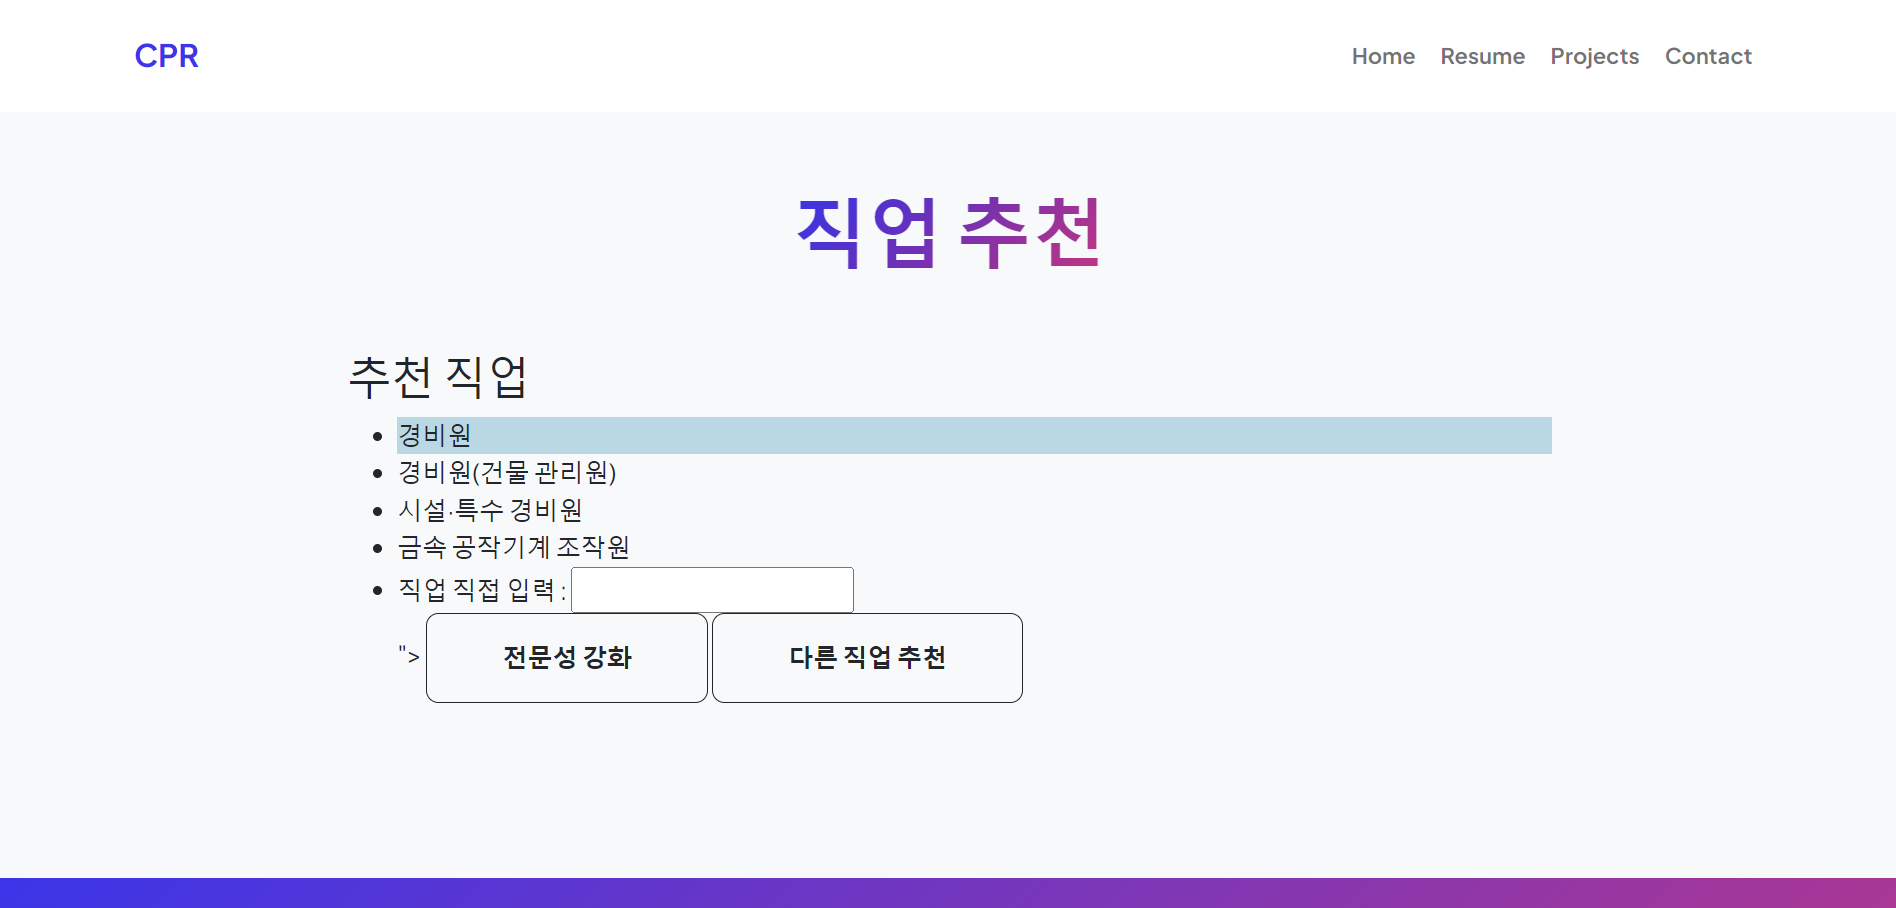 CPR
Home Resume Projects Contact
직업 추천
추천 직업
경비원
경비원(건물 관리원)
시설·특수 경비원
금속 공작기계 조작원
직업 직접 입력 :
"> 전문성 강화 다른 직업 추천